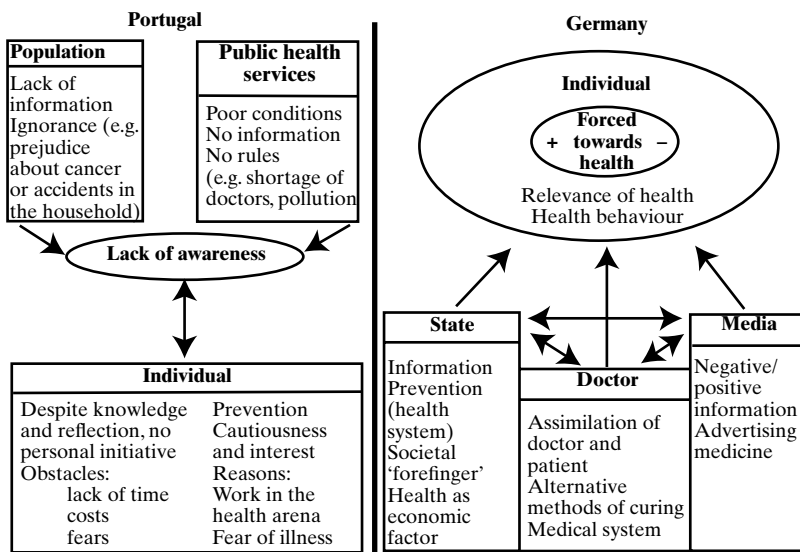 Portugal
Population
Lack of
information
Ignorance (e.g.
prejudice
about cancer
or accidents in
the household)
Public health
services
Poor conditions
No information
No rules
(e.g. shortage of
doctors, pollution
Lack of awareness
Individual
Despite knowledge
and reflection, no
personal initiative
Obstacles:
lack of time
costs
fears
Prevention
Cautiousness
and interest
Reasons:
Work in the
health arena
Fear of illness
Germany
Individual
Forced
+ towards –
health
Relevance of health
Health behaviour
State
Information
Prevention
(health
system)
Societal
‘forefinger’
Health as
economic
factor
Doctor
Assimilation of
doctor and
patient
Alternative
methods of curing
Medical system
Media
Negative/
positive
information
Advertising
medicine